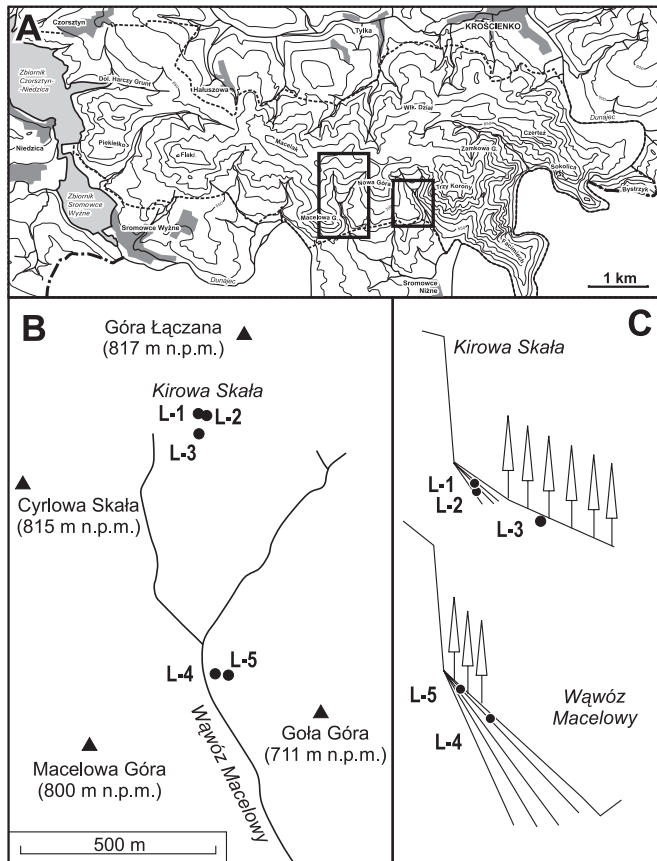 A
Czorsztyn
Tylka
KROŚCIENKO
Zbiornik
Czorsztyn-
Niedzica
Dol. Harczy Grunt
Hałuszowa
Dunajec
Wlk. Dział
Macelak
Czerteż
Niedzica
Piekiełko
Flaki
Zamkowa G.
Sokolica
Nowa Góra
Trzy Korony
Bystrzyk
Zbiornik
Sromowce
Wyżne
Sromowce Wyżne
Macelowa G.
Dunajec
Sromowce
Niżne
1 km
B
Góra Łączana
(817 m n.p.m.)
Kirowa Skała
L-1
L-2
L-3
Cyrlowa Skała
(815 m n.p.m.)
L-4
L-5
Wąwóz Macelowy
Goła Góra
(711 m n.p.m.)
Macelowa Góra
(800 m n.p.m.)
500 m
C
Kirowa Skała
L-1
L-2
L-3
L-5
L-4
Wąwóz
Macelowy